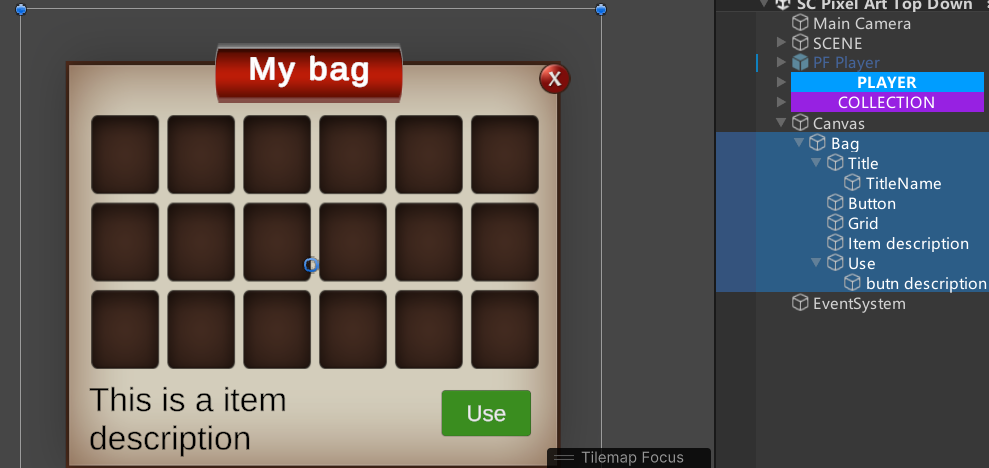 My bag
X
This is a item
description
Use
Tilemap Focus
SC Pixel Art Top Down
Main Camera
SCENE
PF Player
PLAYER
COLLECTION
Canvas
Bag
Title
TitleName
Button
Grid
Item description
Use
butn description
EventSystem